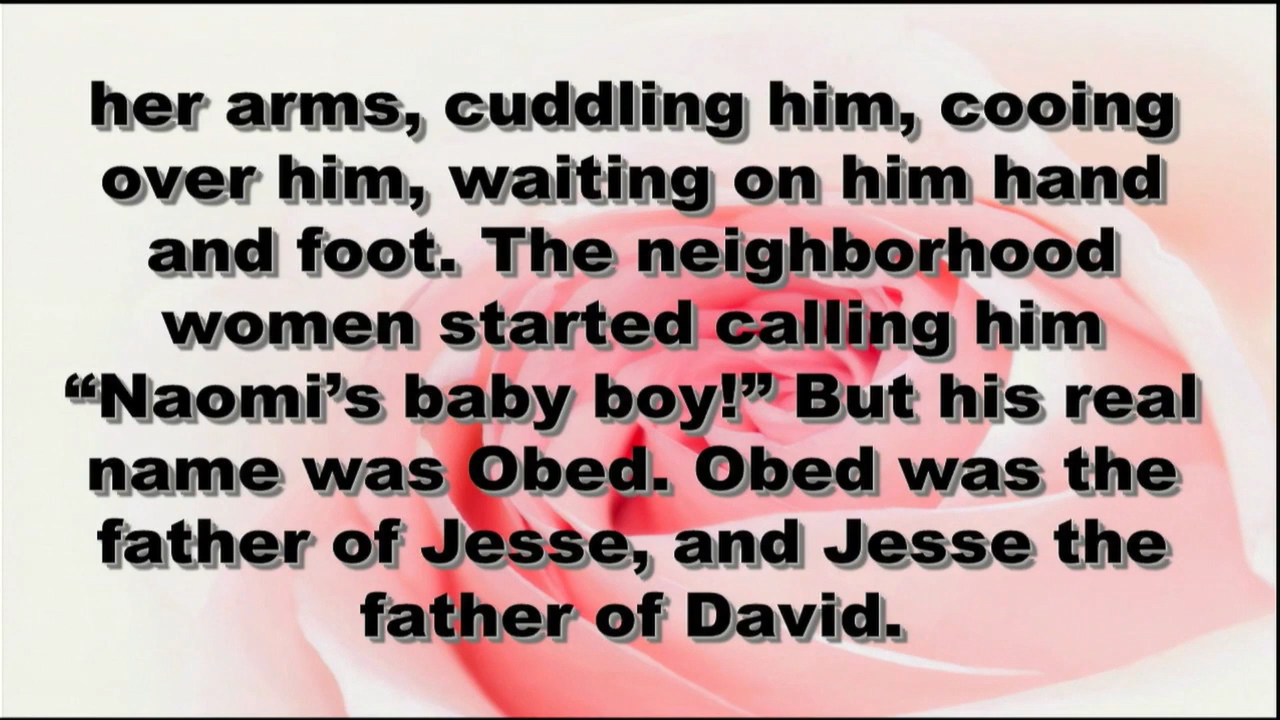 her arms, cuddling him, cooing
over him, waiting on him hand
and foot. The neighborhood
women started calling him
“Naomi’s baby boy!” But his real
name was Obed. Obed was the
father of Jesse, and Jesse the
father of David.